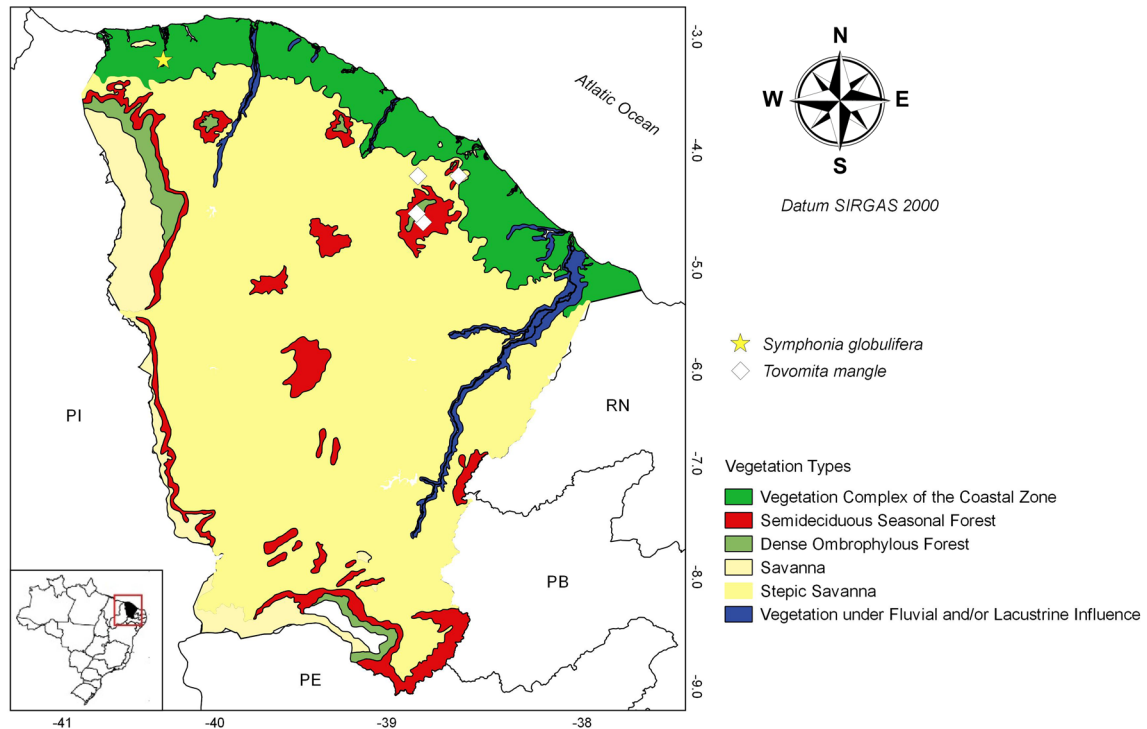 -3.0
-4.0
-5.0
-6.0
-7.0
-8.0
-9.0
-41
-40
-39
-38
Atlatic Ocean
PI
RN
PB
PE
N
W
E
S
Datum SIRGAS 2000
Symphonia globulifera
Tovomita mangle
Vegetation Types
Vegetation Complex of the Coastal Zone
Semideciduous Seasonal Forest
Dense Ombrophylous Forest
Savanna
Stepic Savanna
Vegetation under Fluvial and/or Lacustrine Influence